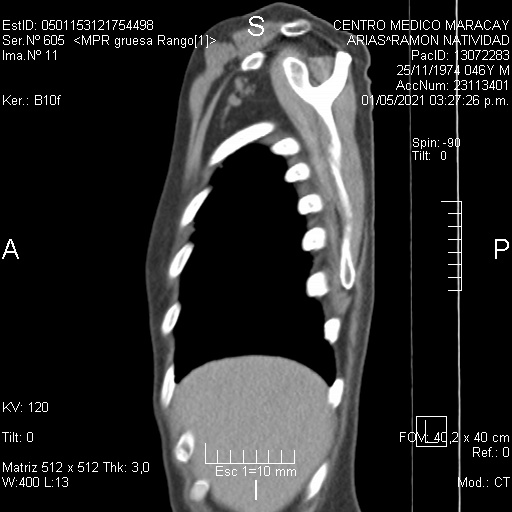 EstID: 0501153121754498
Ser.Nº 605 <MPR gruesa Rango[1]>
Ima.Nº 11
Ker.: B10f
S
CENTRO MEDICO MARACAY
ARIAS^RAMON NATIVIDAD
PacID: 13072283
25/11/1974 046Y M
AccNum: 23113401
01/05/2021 03:27:26 p.m.
Spin: -90
Tilt: 0
A
P
KV: 120
Tilt: 0
Matriz 512 x 512 Thk: 3,0
W:400 L:13
Esc 1=10 mm
I
FOV: 40,2 x 40 cm
Ref.: 0
Mod.: CT